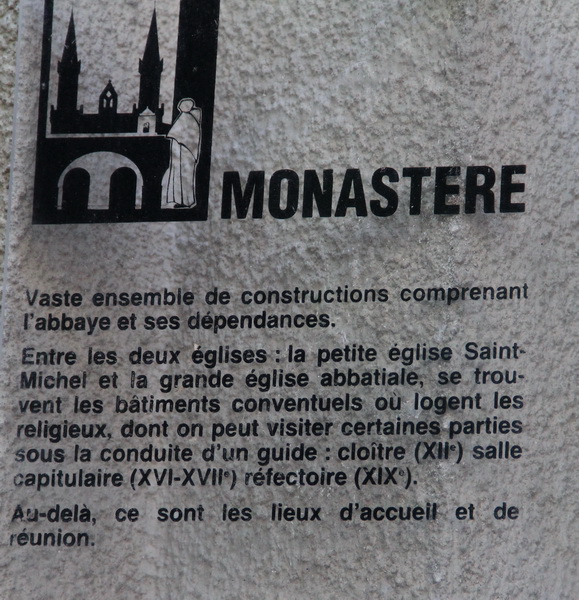 MONASTERE
Vaste ensemble de constructions comprenant
l'abbaye et ses dépendances.
Entre les deux églises : la petite église Saint-
Michel et la grande église abbatiale, se trou-
vent les bâtiments conventuels où logent les
religieux, dont on peut visiter certaines parties
sous la conduite d'un guide : cloître (XIIᵉ) salle
capitulaire (XVI-XVIIᵉ) réfectoire (XIXᵉ).
Au-delà, ce sont les lieux d'accueil et de
réunion.